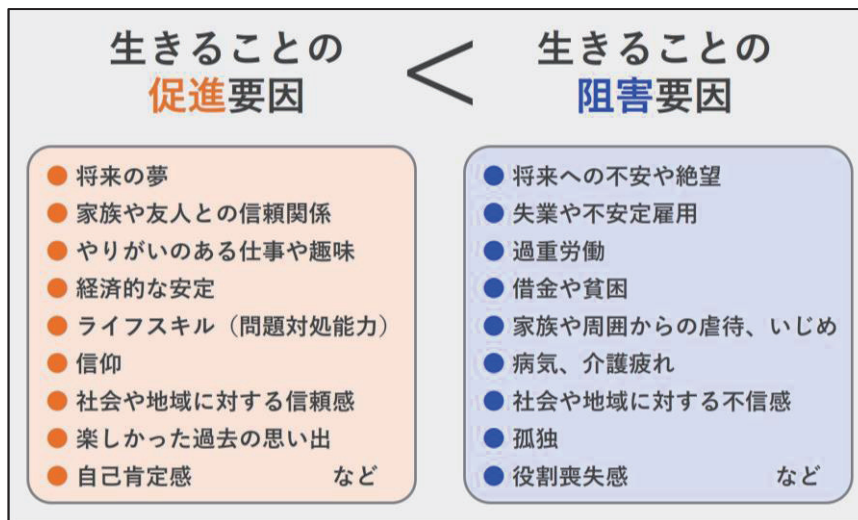 生きることの
促進要因
<
生きることの
阻害要因
● 将来の夢
● 家族や友人との信頼関係
● やりがいのある仕事や趣味
● 経済的な安定
● ライフスキル（問題対処能力）
● 信仰
● 社会や地域に対する信頼感
● 楽しかった過去の思い出
● 自己肯定感　など
● 将来への不安や絶望
● 失業や不安定雇用
● 過重労働
● 借金や貧困
● 家族や周囲からの虐待、いじめ
● 病気、介護疲れ
● 社会や地域に対する不信感
● 孤独
● 役割喪失感　など